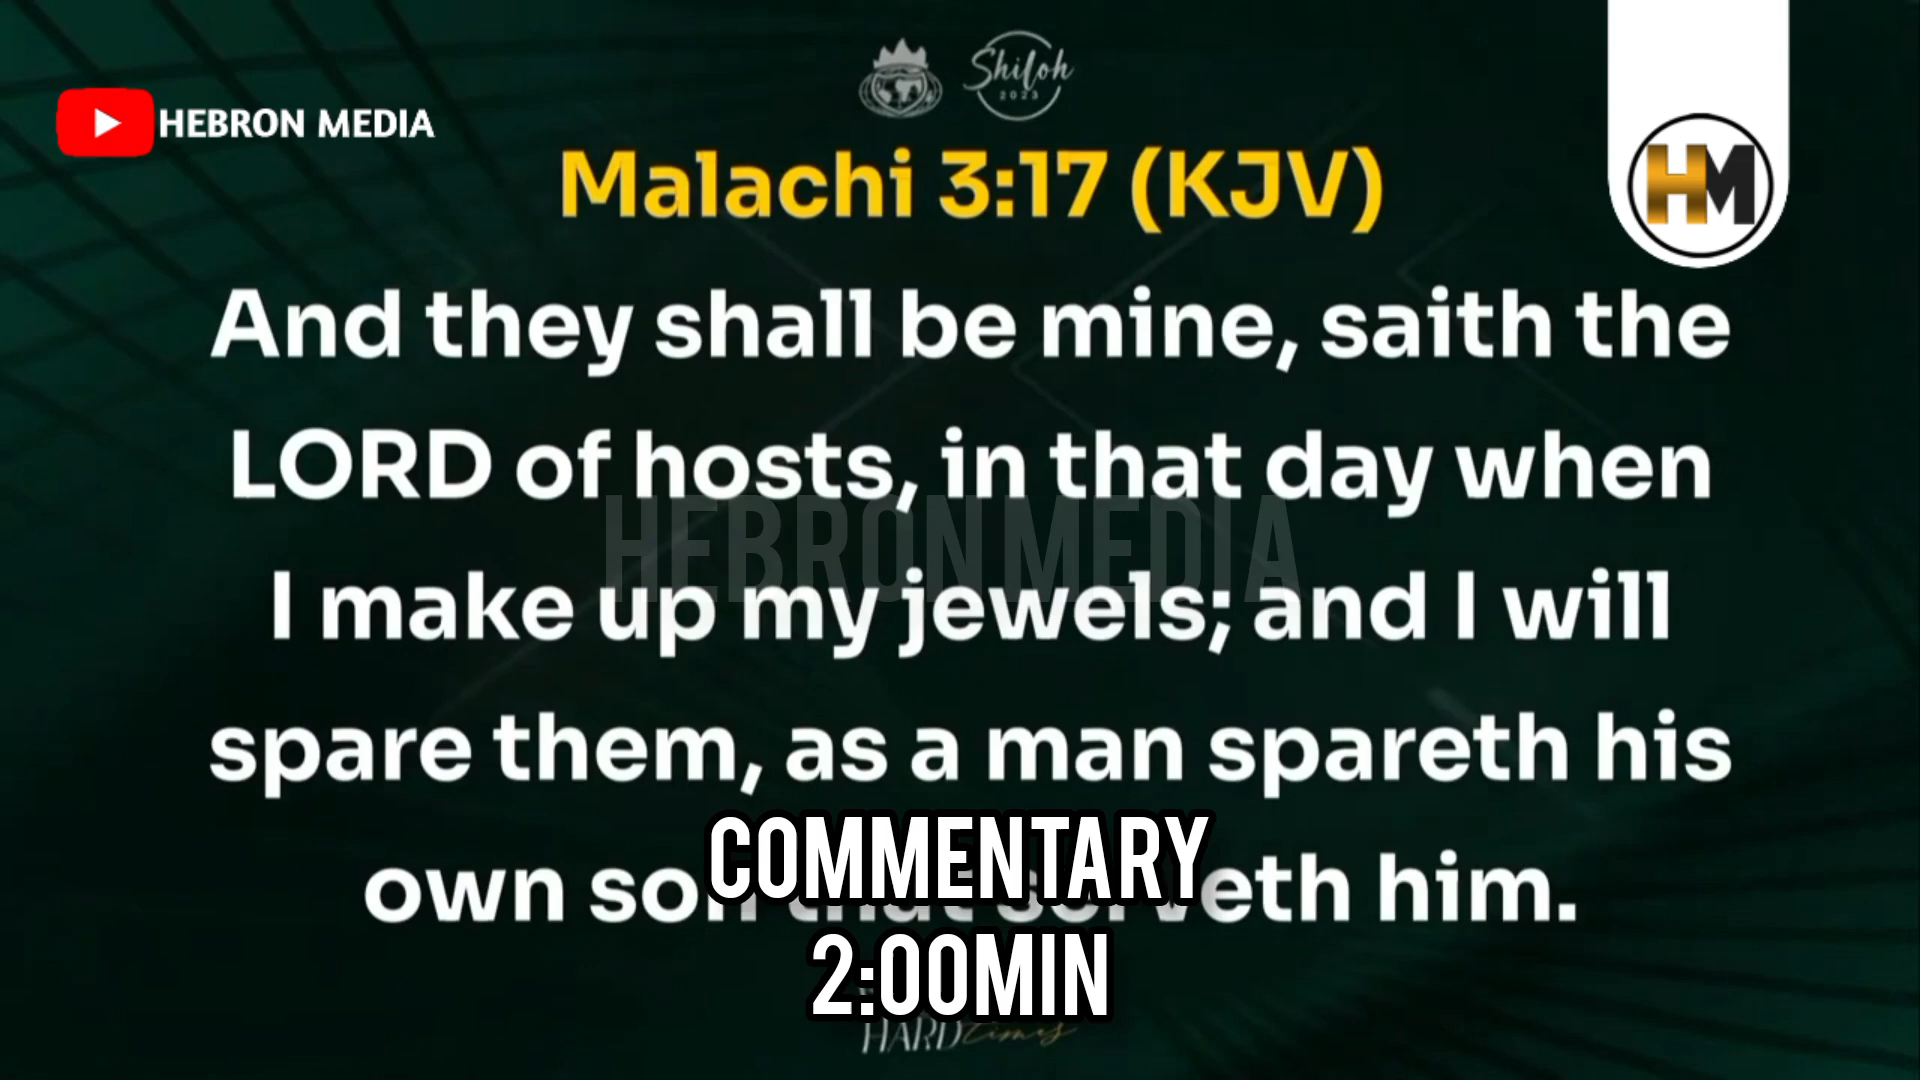 Shiloh
2023
HEBRON MEDIA
HM
Malachi 3:17 (KJV)
And they shall be mine, saith the
LORD of hosts, in that day when
HEBRON MEDIA
I make up my jewels; and I will
spare them, as a man spareth his
own son that serveth him.
COMMENTARY
2:00MIN
HARD times